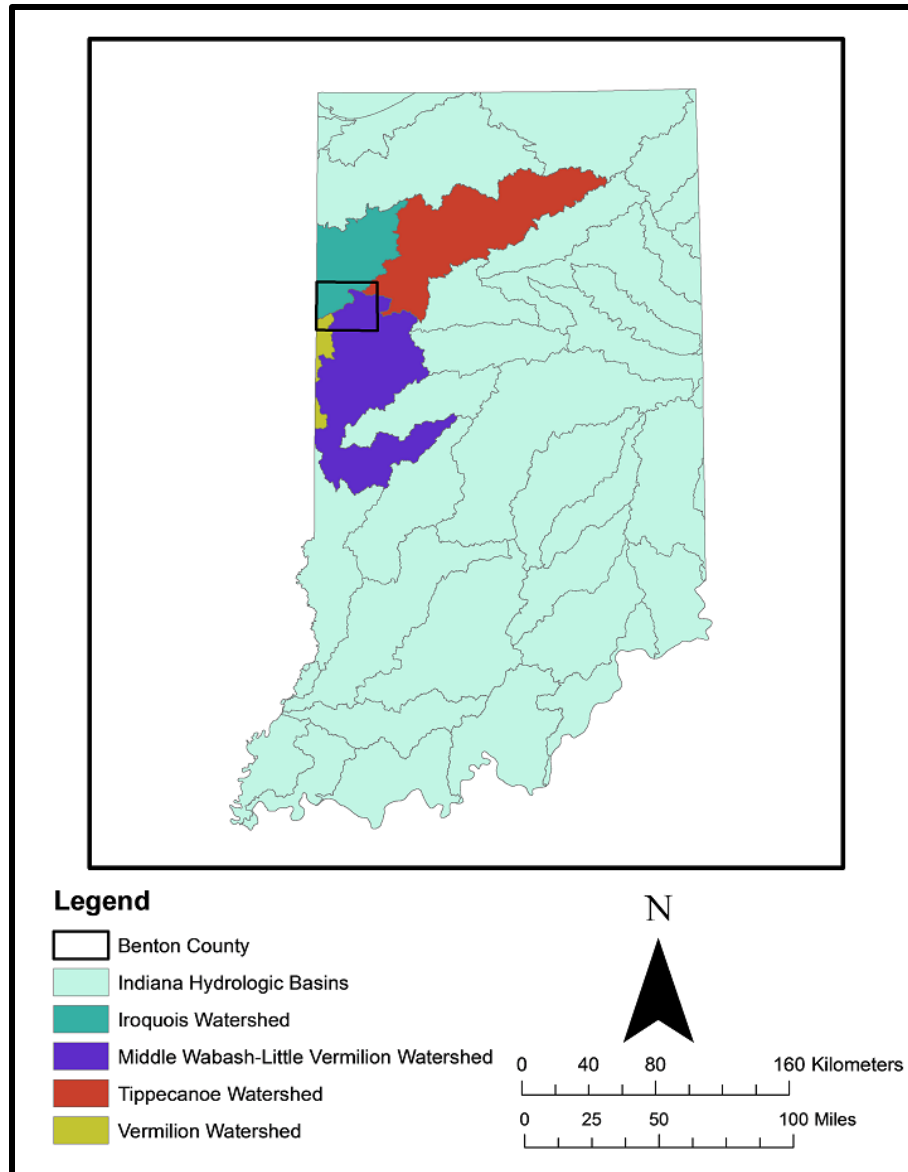 Legend
Benton County
Indiana Hydrologic Basins
Iroquois Watershed
Middle Wabash-Little Vermilion Watershed
Tippecanoe Watershed
Vermilion Watershed
N
0 40 80 160 Kilometers
0 25 50 100 Miles